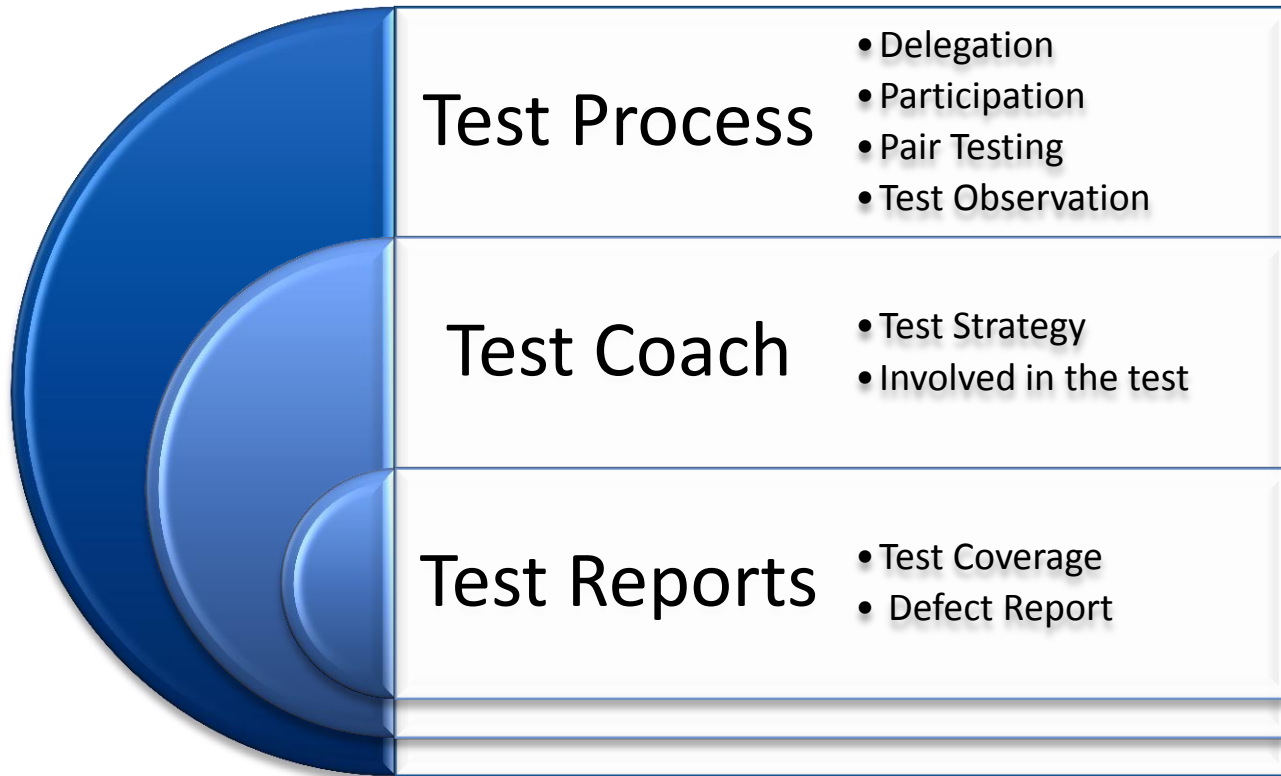 Test Process
• Delegation
• Participation
• Pair Testing
• Test Observation
Test Coach
• Test Strategy
• Involved in the test
Test Reports
• Test Coverage
• Defect Report